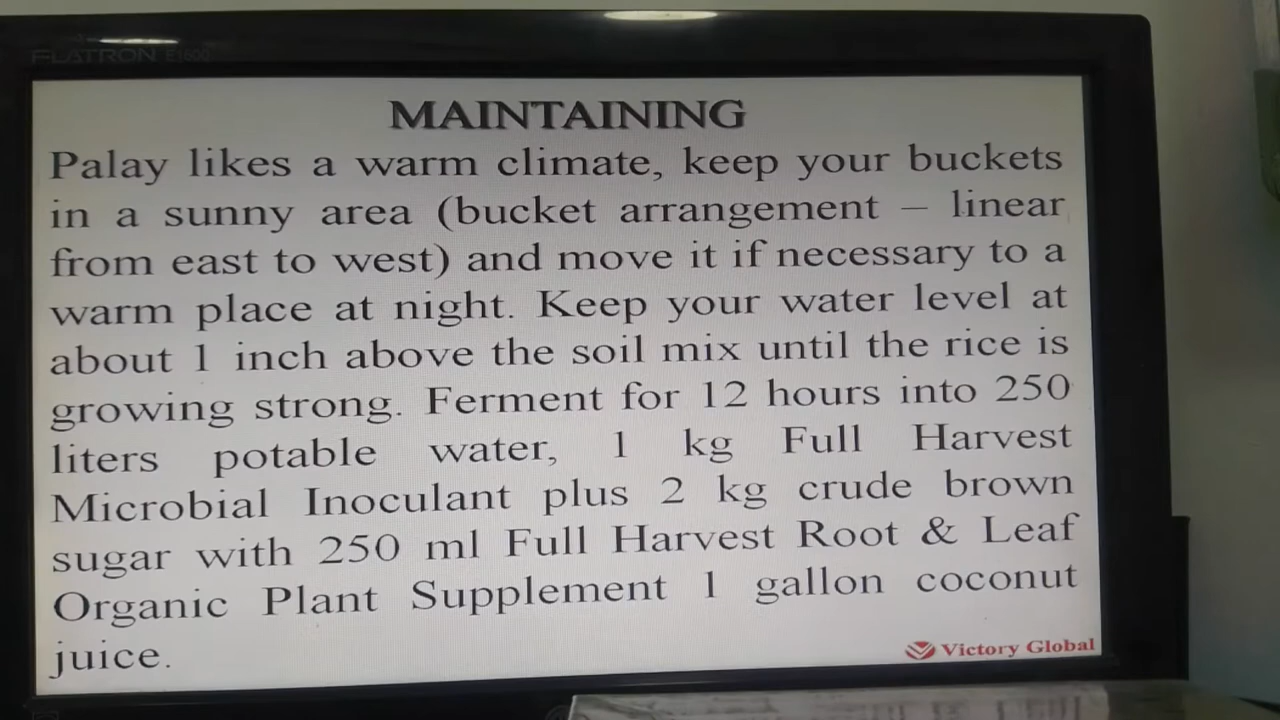 FLATRON E1600
MAINTAINING
Palay likes a warm climate, keep your buckets
in a sunny area (bucket arrangement – linear
from east to west) and move it if necessary to a
warm place at night. Keep your water level at
about 1 inch above the soil mix until the rice is
growing strong. Ferment for 12 hours into 250
liters potable water, 1 kg Full Harvest
Microbial Inoculant plus 2 kg crude brown
sugar with 250 ml Full Harvest Root & Leaf
Organic Plant Supplement 1 gallon coconut
juice.
Victory Global